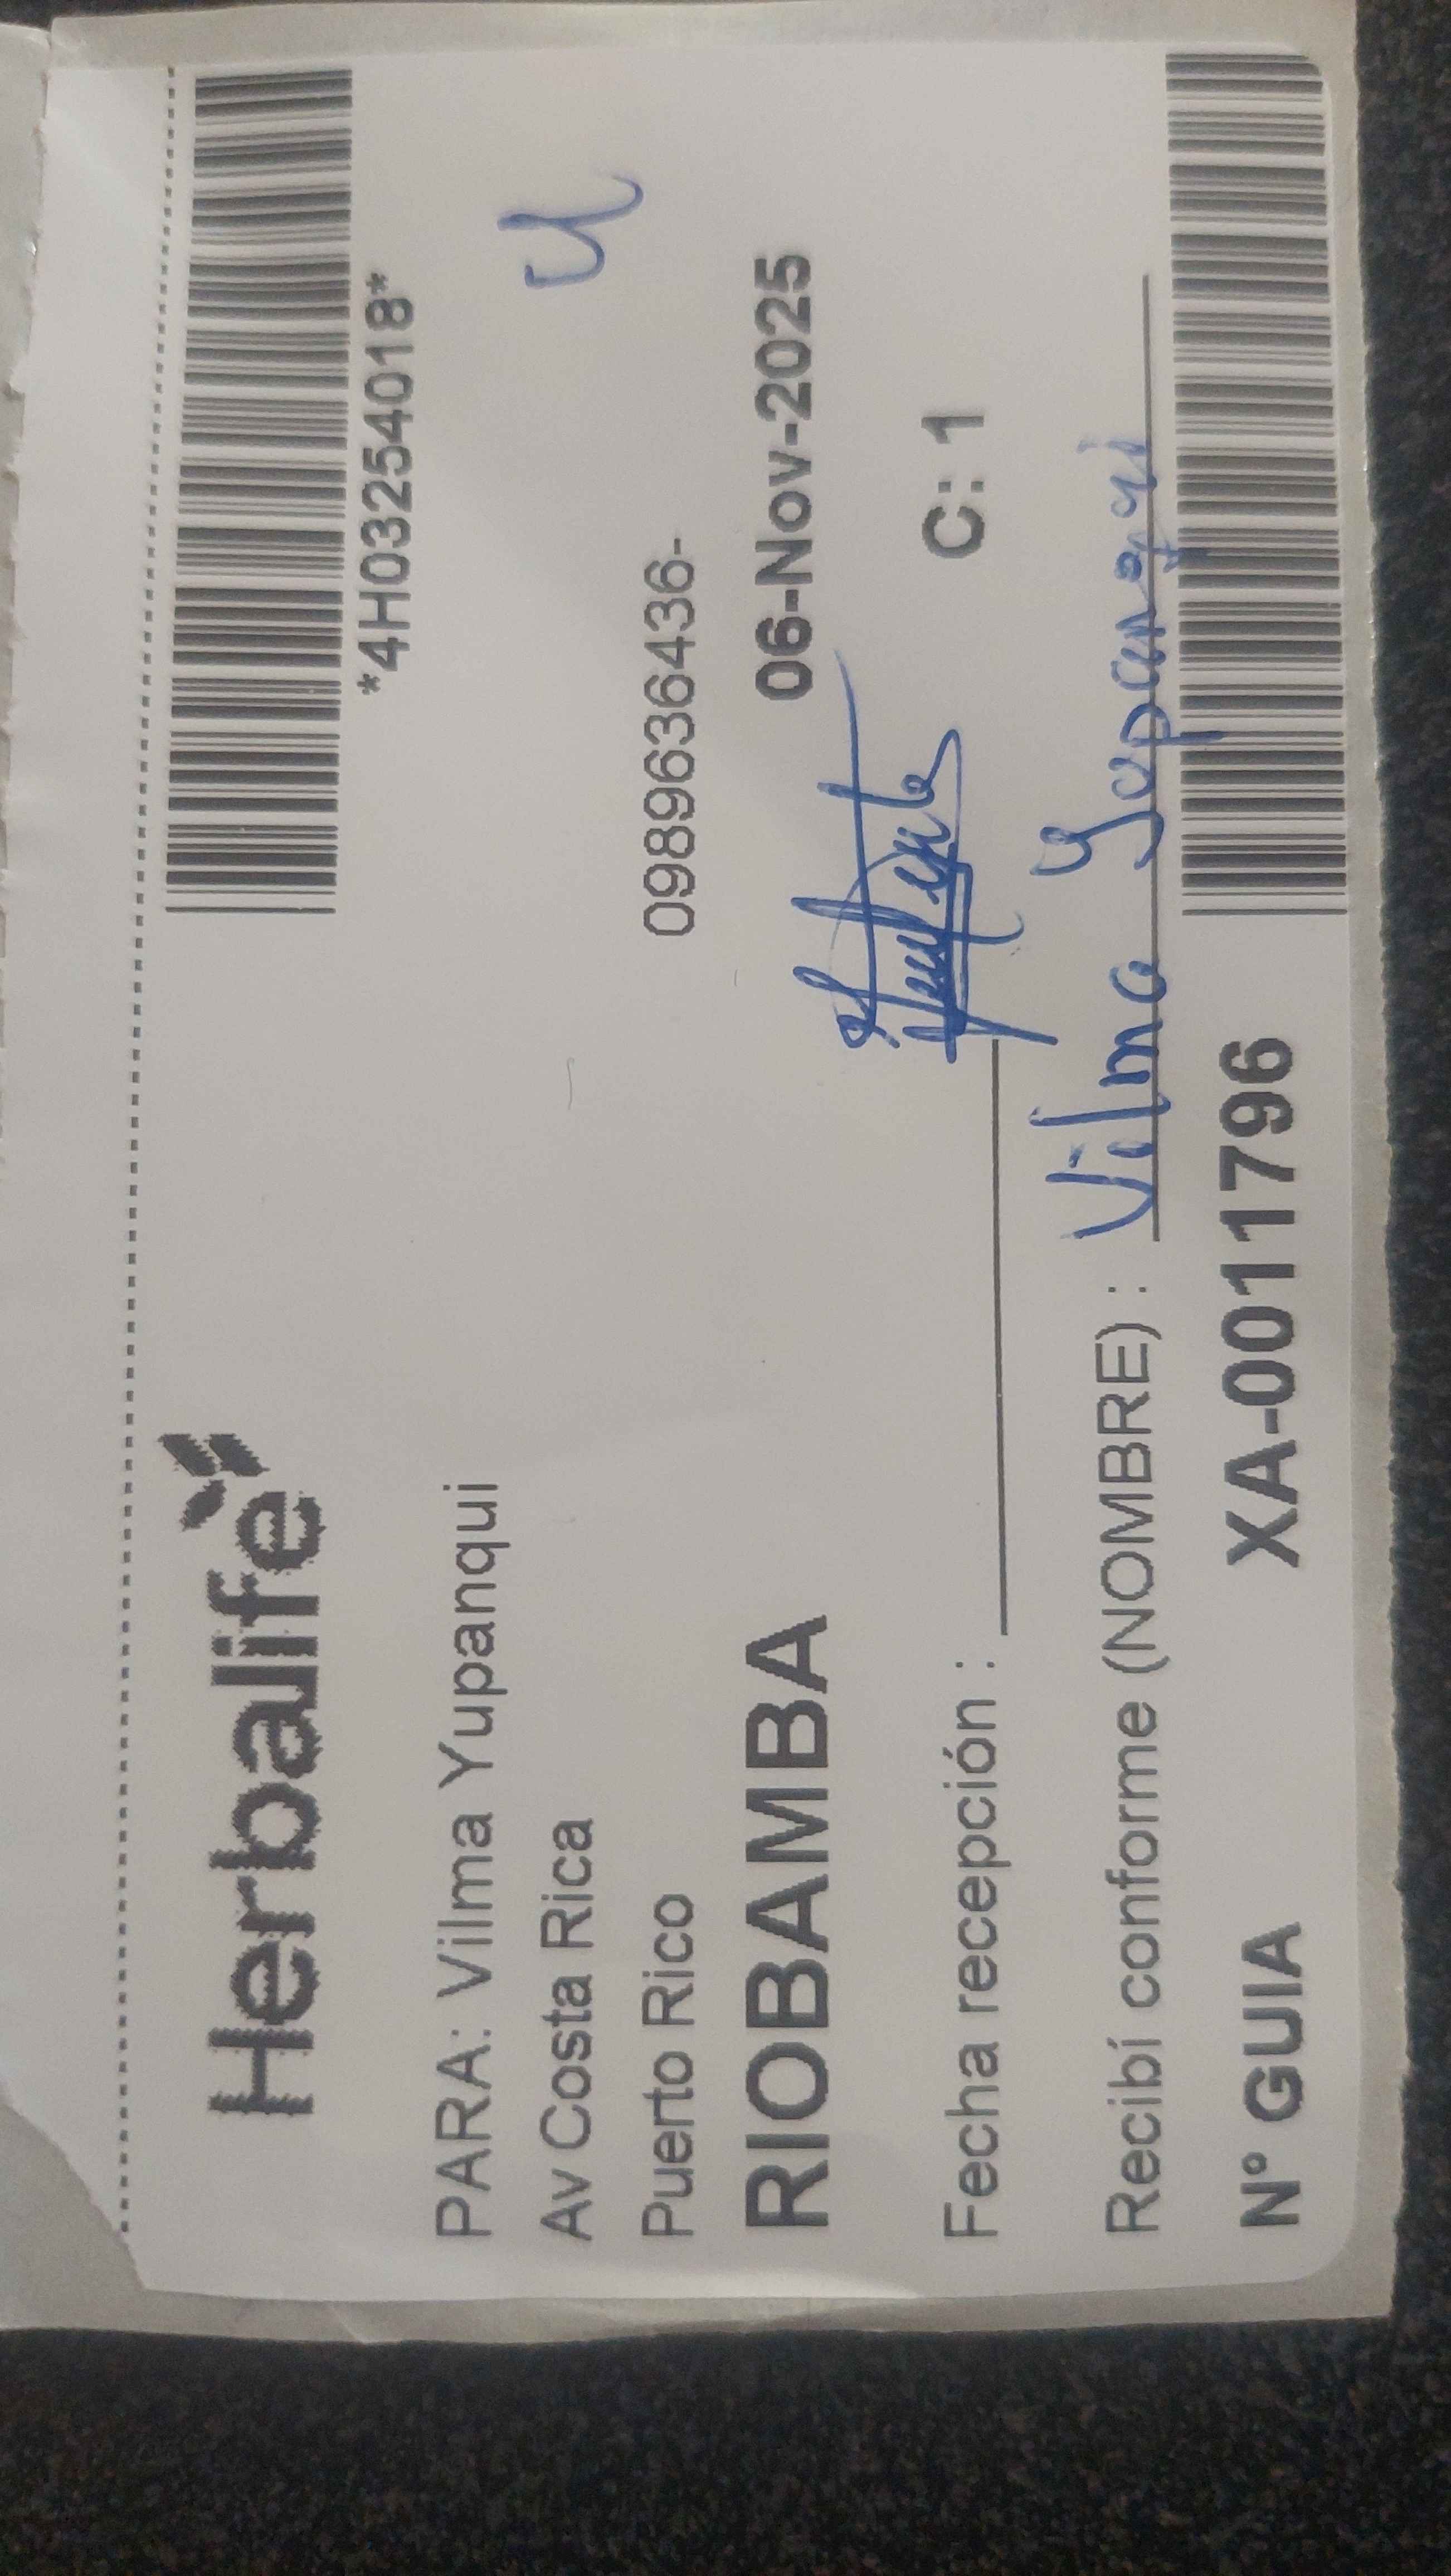 Herbalife
*4H03254018*
PARA: Vilma Yupanqui
Av Costa Rica
Puerto Rico 0989636436-
RIOBAMBA 06-Nov-2025
Fecha recepción : C: 1
Recibí conforme (NOMBRE) : Vilma Yupanqui
N° GUIA XA-0011796